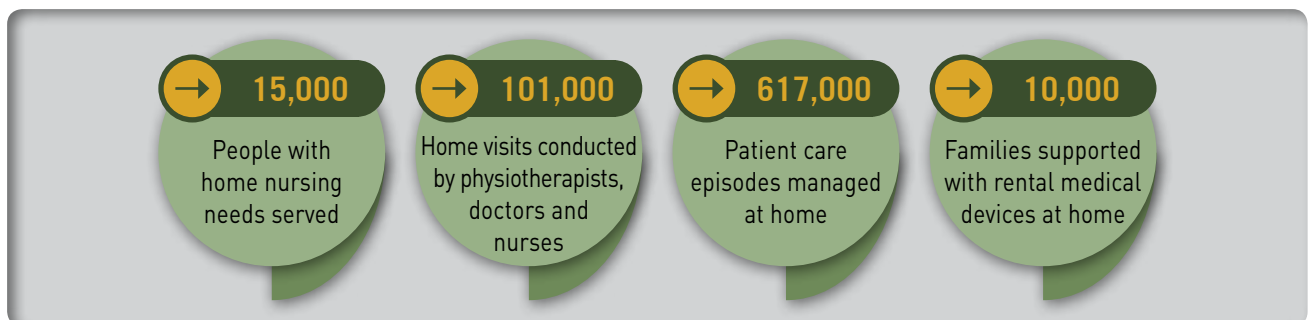 15,000
People with
home nursing
needs served
101,000
Home visits conducted
by physiotherapists,
doctors and
nurses
617,000
Patient care
episodes managed
at home
10,000
Families supported
with rental medical
devices at home